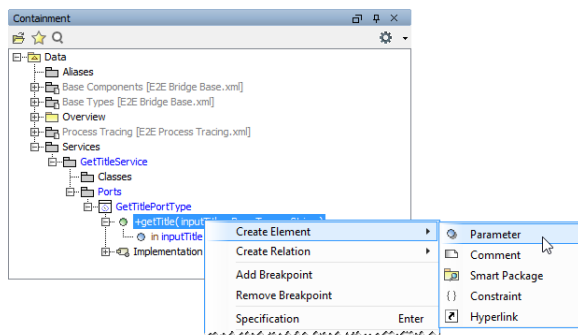 Containment
Data
Aliases
Base Components [E2E Bridge Base.xml]
Base Types [E2E Bridge Base.xml]
Overview
Process Tracing [E2E Process Tracing.xml]
Services
GetTitleService
Classes
Ports
GetTitlePortType
+getTitle( inputTitle
in inputTitle
Implementation
Create Element
Create Relation
Add Breakpoint
Remove Breakpoint
Specification Enter
Parameter
Comment
Smart Package
{ } Constraint
Hyperlink